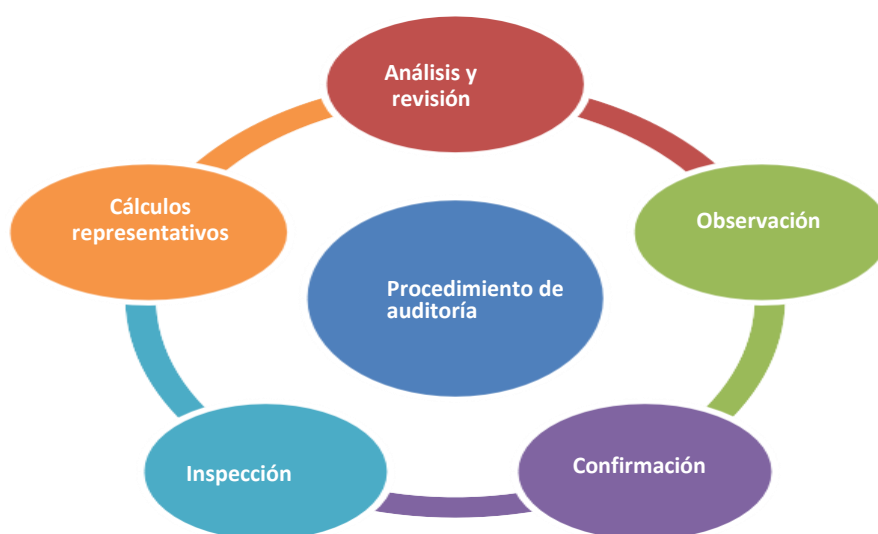 Análisis y
revisión
Observación
Confirmación
Inspección
Cálculos
representativos
Procedimiento de
auditoría